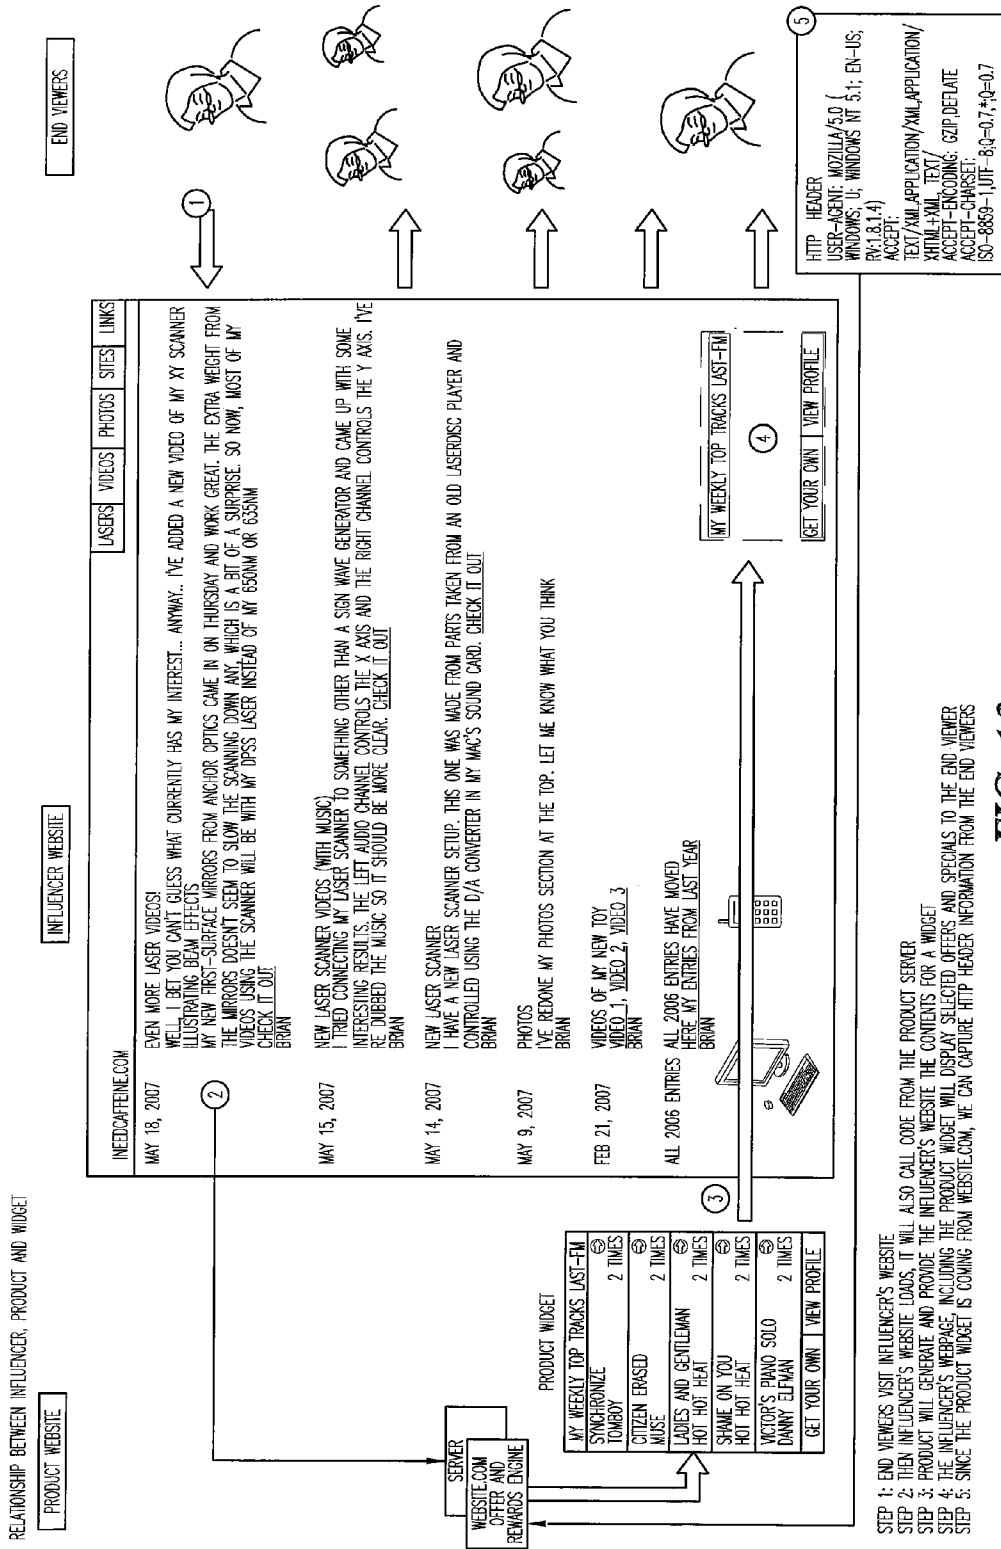 RELATIONSHIP BETWEEN INFLUENCER, PRODUCT AND WIDGET
PRODUCT WEBSITE
INFLUENCER WEBSITE
END VIEWERS
INEEDCAFFEINE.COM
LASERS
VIDEOS
PHOTOS
SITES
LINKS
MAY 18, 2007
EVEN MORE LASER VIDEOS!
WELL, I BET YOU CAN'T GUESS WHAT CURRENTLY HAS MY INTEREST... ANYWAY.. I'VE ADDED A NEW VIDEO OF MY XY SCANNER
ILLUSTRATING BEAM EFFECTS
MY NEW FIRST-SURFACE MIRRORS FROM ANCHOR OPTICS CAME IN ON THURSDAY AND WORK GREAT. THE EXTRA WEIGHT FROM
THE MIRRORS DOESN'T SEEM TO SLOW THE SCANNING DOWN ANY, WHICH IS A BIT OF A SURPRISE. SO NOW, MOST OF MY
VIDEOS USING THE SCANNER WILL BE WITH MY DPSS LASER INSTEAD OF MY 650NM OR 635NM
CHECK IT OUT
BRIAN
1
2
MAY 15, 2007
NEW LASER SCANNER VIDEOS (WITH MUSIC)
I TRIED CONNECTING MY LASER SCANNER TO SOMETHING OTHER THAN A SIGN WAVE GENERATOR AND CAME UP WITH SOME
INTERESTING RESULTS. THE LEFT AUDIO CHANNEL CONTROLS THE X AXIS AND THE RIGHT CHANNEL CONTROLS THE Y AXIS. I'VE
RE DUBBED THE MUSIC SO IT SHOULD BE MORE CLEAR. CHECK IT OUT
BRIAN
MAY 14, 2007
NEW LASER SCANNER
I HAVE A NEW LASER SCANNER SETUP. THIS ONE WAS MADE FROM PARTS TAKEN FROM AN OLD LASERDISC PLAYER AND
CONTROLLED USING THE D/A CONVERTER IN MY MAC'S SOUND CARD. CHECK IT OUT
BRIAN
MAY 9, 2007
PHOTOS
I'VE REDONE MY PHOTOS SECTION AT THE TOP. LET ME KNOW WHAT YOU THINK
BRIAN
FEB 21, 2007
VIDEOS OF MY NEW TOY
VIDEO 1, VIDEO 2, VIDEO 3
BRIAN
ALL 2006 ENTRIES
ALL 2006 ENTRIES HAVE MOVED
HERE MY ENTRIES FROM LAST YEAR
BRIAN
SERVER
WEBSITE.COM
OFFER AND
REWARDS ENGINE
PRODUCT WIDGET
MY WEEKLY TOP TRACKS LAST-FM
SYNCHRONIZE
TOMBOY 2 TIMES
CITIZEN ERASED
MUSE 2 TIMES
LADIES AND GENTLEMAN
HOT HOT HEAT 2 TIMES
SHAME ON YOU
HOT HOT HEAT 2 TIMES
VICTOR'S PIANO SOLO
DANNY ELFMAN 2 TIMES
GET YOUR OWN
VIEW PROFILE
3
MY WEEKLY TOP TRACKS LAST-FM
4
GET YOUR OWN
VIEW PROFILE
5
HTTP HEADER
USER-AGENT: MOZILLA/5.0 (
WINDOWS; U; WINDOWS NT 5.1; EN-US;
RV:1.8.1.4)
ACCEPT:
TEXT/XML,APPLICATION/XML,APPLICATION/
XHTML+XML, TEXT/
ACCEPT-ENCODING: GZIP,DEFLATE
ACCEPT-CHARSET:
ISO-8859-1,UTF-8;Q=0.7,*;Q=0.7
STEP 1: END VIEWERS VISIT INFLUENCER'S WEBSITE
STEP 2: THEN INFLUENCER'S WEBSITE LOADS, IT WILL ALSO CALL CODE FROM THE PRODUCT SERVER
STEP 3: PRODUCT WILL GENERATE AND PROVIDE THE INFLUENCER'S WEBSITE THE CONTENTS FOR A WIDGET
STEP 4: THE INFLUENCER'S WEBPAGE, INCLUDING THE PRODUCT WIDGET WILL DISPLAY SELECTED OFFERS AND SPECIALS TO THE END VIEWER
STEP 5: SINCE THE PRODUCT WIDGET IS COMING FROM WEBSITE.COM, WE CAN CAPTURE HTTP HEADER INFORMATION FROM THE END VIEWERS